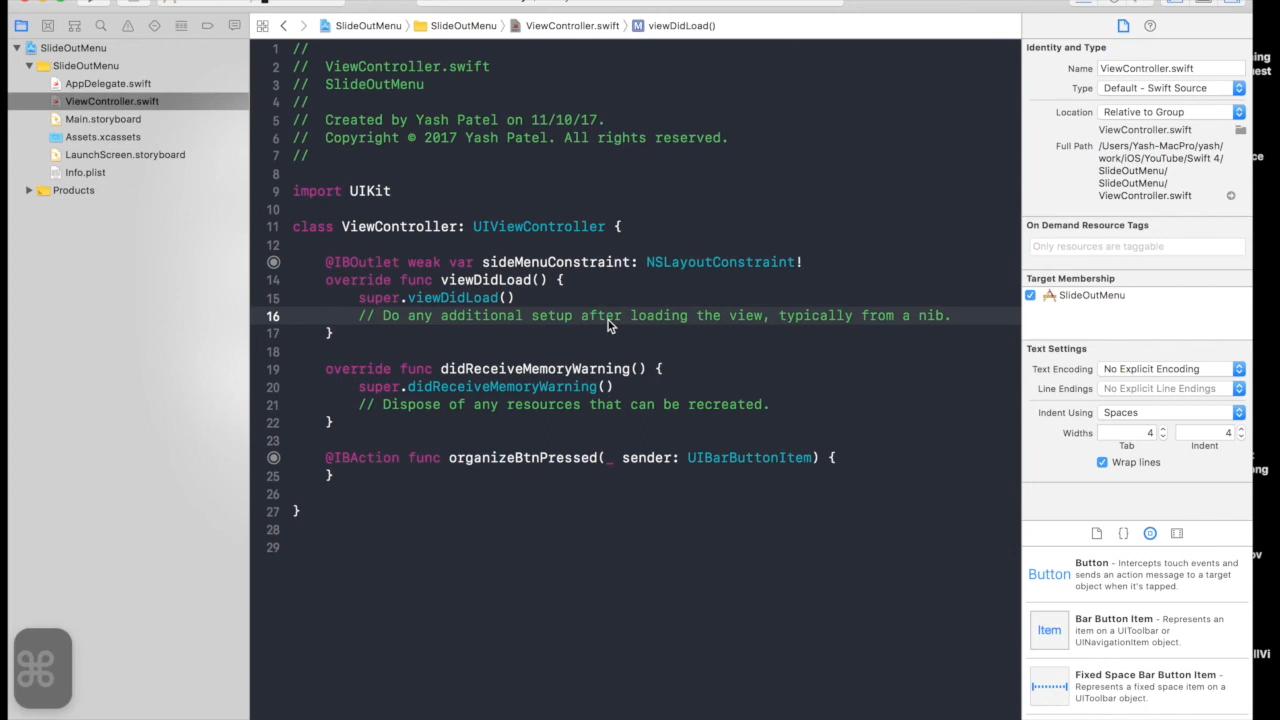 SlideOutMenu
SlideOutMenu
AppDelegate.swift
ViewController.swift
Main.storyboard
Assets.xcassets
LaunchScreen.storyboard
Info.plist
Products
SlideOutMenu 〉 SlideOutMenu 〉 ViewController.swift 〉 M viewDidLoad()
1 //
2 //  ViewController.swift
3 //  SlideOutMenu
4 //
5 //  Created by Yash Patel on 11/10/17.
6 //  Copyright © 2017 Yash Patel. All rights reserved.
7 //
8
9 import UIKit
10
11 class ViewController: UIViewController {
12
@IBOutlet weak var sideMenuConstraint: NSLayoutConstraint!
14 override func viewDidLoad() {
15 super.viewDidLoad()
16 // Do any additional setup after loading the view, typically from a nib.
17 }
18
19 override func didReceiveMemoryWarning() {
20 super.didReceiveMemoryWarning()
21 // Dispose of any resources that can be recreated.
22 }
23
@IBAction func organizeBtnPressed(_ sender: UIBarButtonItem) {
25 }
26
27 }
28
29
Identity and Type
Name ViewController.swift
Type Default - Swift Source
Location Relative to Group
ViewController.swift
Full Path /Users/Yash-MacPro/yash/
work/iOS/YouTube/Swift 4/
SlideOutMenu/
SlideOutMenu/
ViewController.swift
On Demand Resource Tags
Only resources are taggable
Target Membership
SlideOutMenu
Text Settings
Text Encoding No Explicit Encoding
Line Endings No Explicit Line Endings
Indent Using Spaces
Widths 4 4
Tab Indent
Wrap lines
Button Button - Intercepts touch events and
sends an action message to a target
object when it's tapped.
Item Bar Button Item - Represents an
item on a UIToolbar or
UINavigationItem object.
Fixed Space Bar Button Item -
Represents a fixed space item on a
UIToolbar object.
⌘